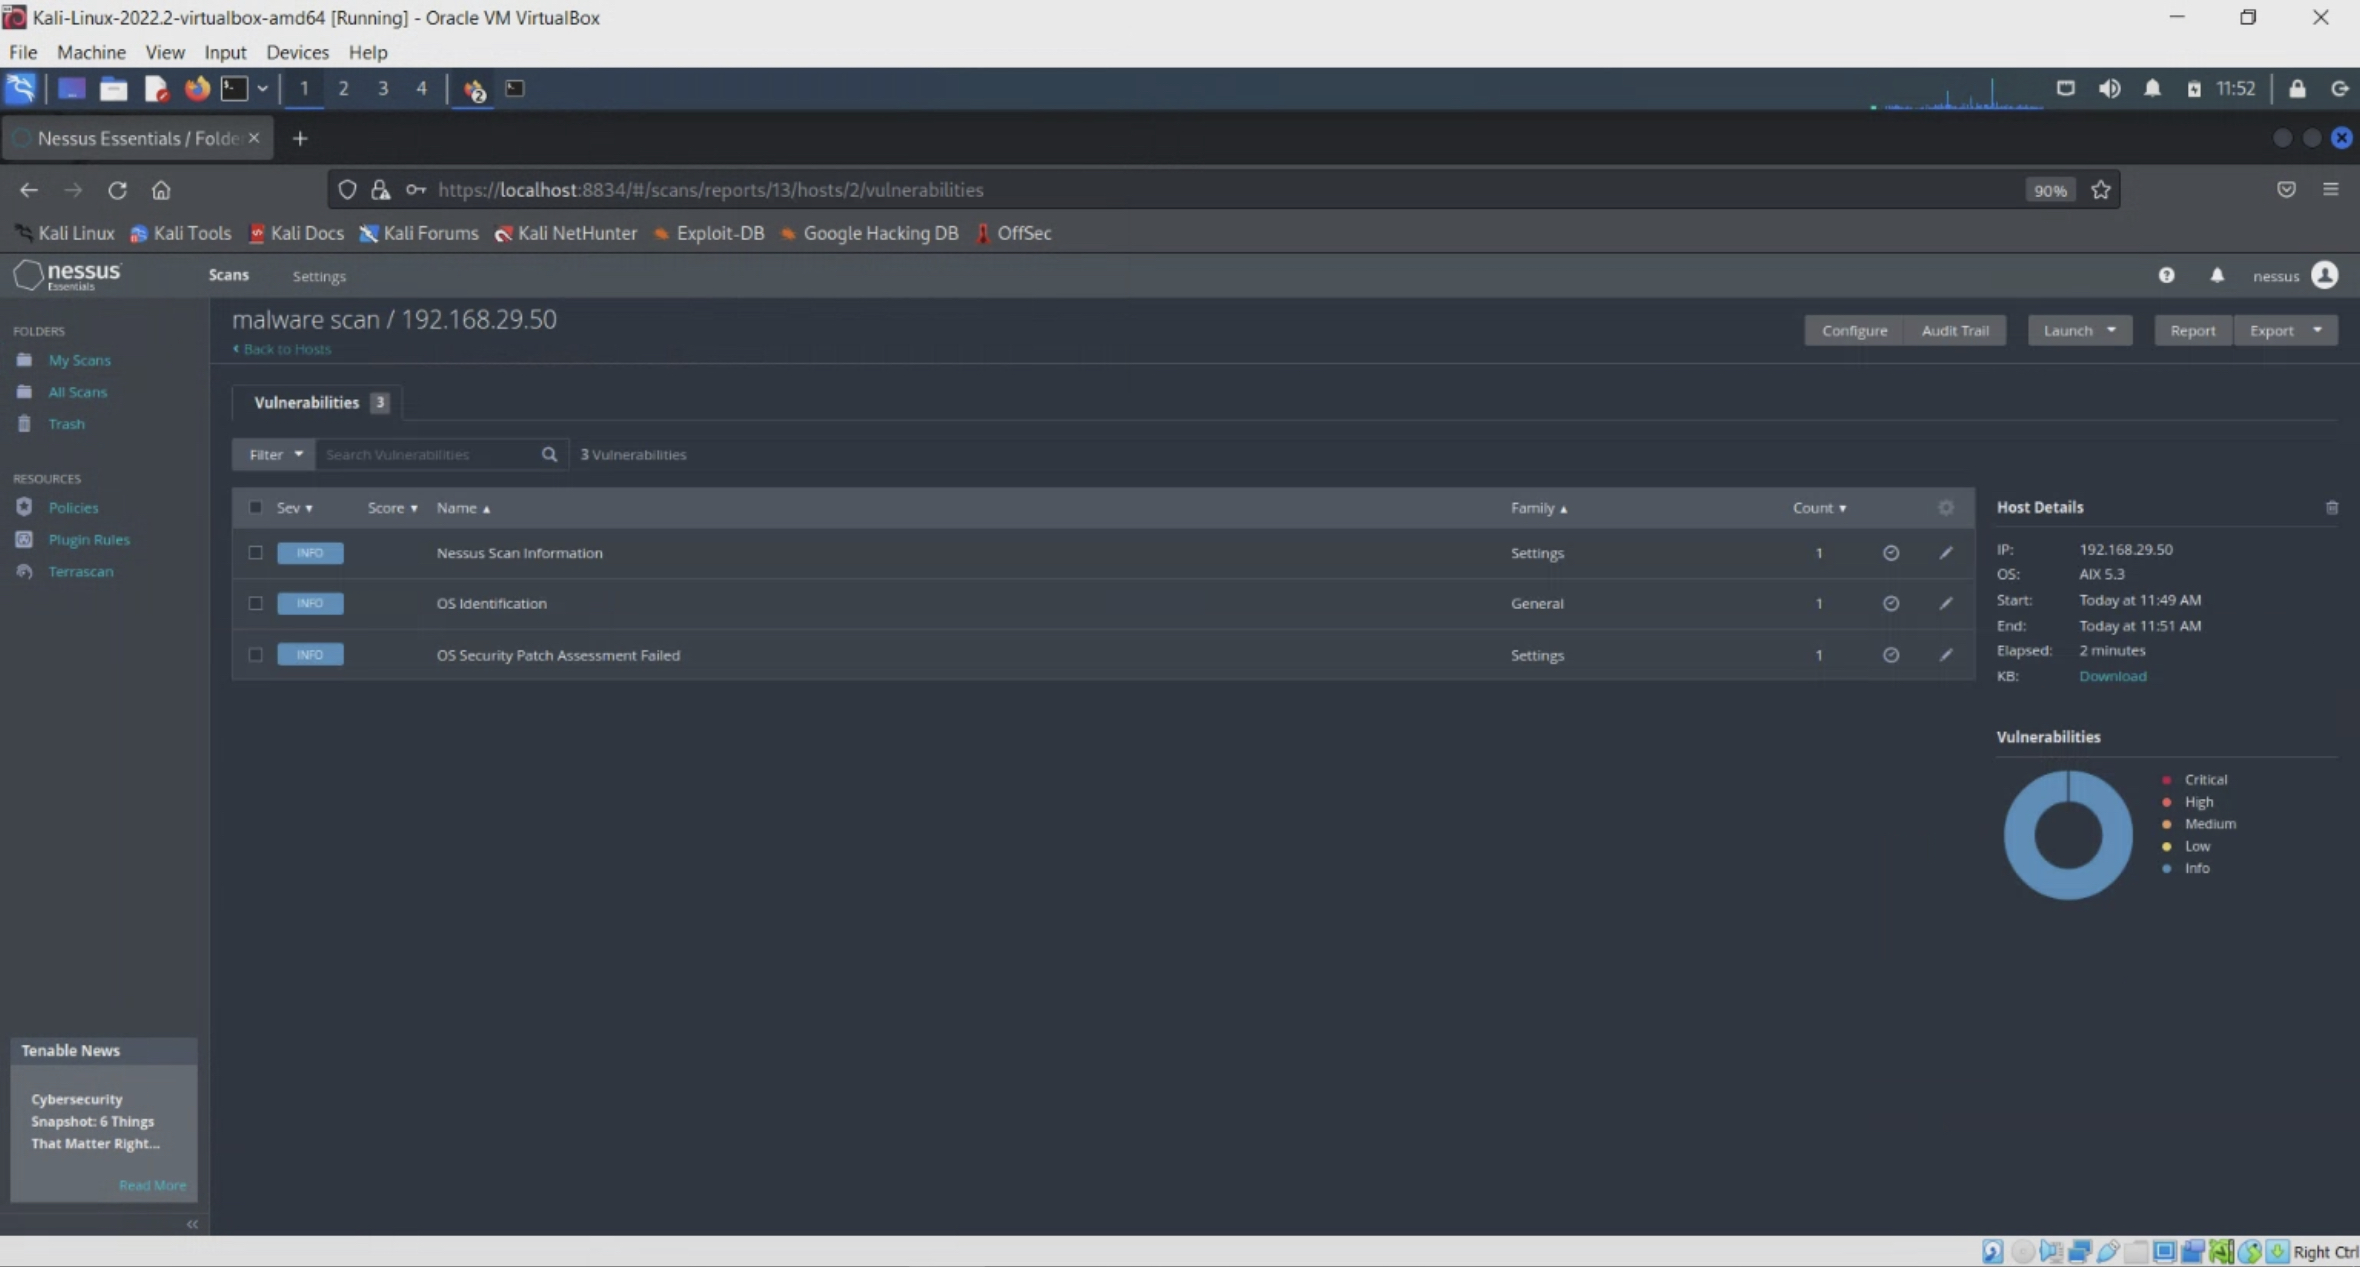 Kali-Linux-2022.2-virtualbox-amd64 [Running] - Oracle VM VirtualBox
File Machine View Input Devices Help
1 2 3 4 2 11:52
Nessus Essentials / Folde
https://localhost:8834/#/scans/reports/13/hosts/2/vulnerabilities 90%
Kali Linux Kali Tools Kali Docs Kali Forums Kali NetHunter Exploit-DB Google Hacking DB OffSec
nessus Essentials Scans Settings nessus
FOLDERS
My Scans
All Scans
Trash
RESOURCES
Policies
Plugin Rules
Terrascan
Tenable News
Cybersecurity
Snapshot: 6 Things
That Matter Right...
Read More
malware scan / 192.168.29.50
Back to Hosts
Configure Audit Trail Launch Report Export
Vulnerabilities 3
Filter Search Vulnerabilities 3 Vulnerabilities
Sev Score Name Family Count
INFO Nessus Scan Information Settings 1
INFO OS Identification General 1
INFO OS Security Patch Assessment Failed Settings 1
Host Details
IP: 192.168.29.50
OS: AIX 5.3
Start: Today at 11:49 AM
End: Today at 11:51 AM
Elapsed: 2 minutes
KB: Download
Vulnerabilities
Critical
High
Medium
Low
Info
Right Ctrl